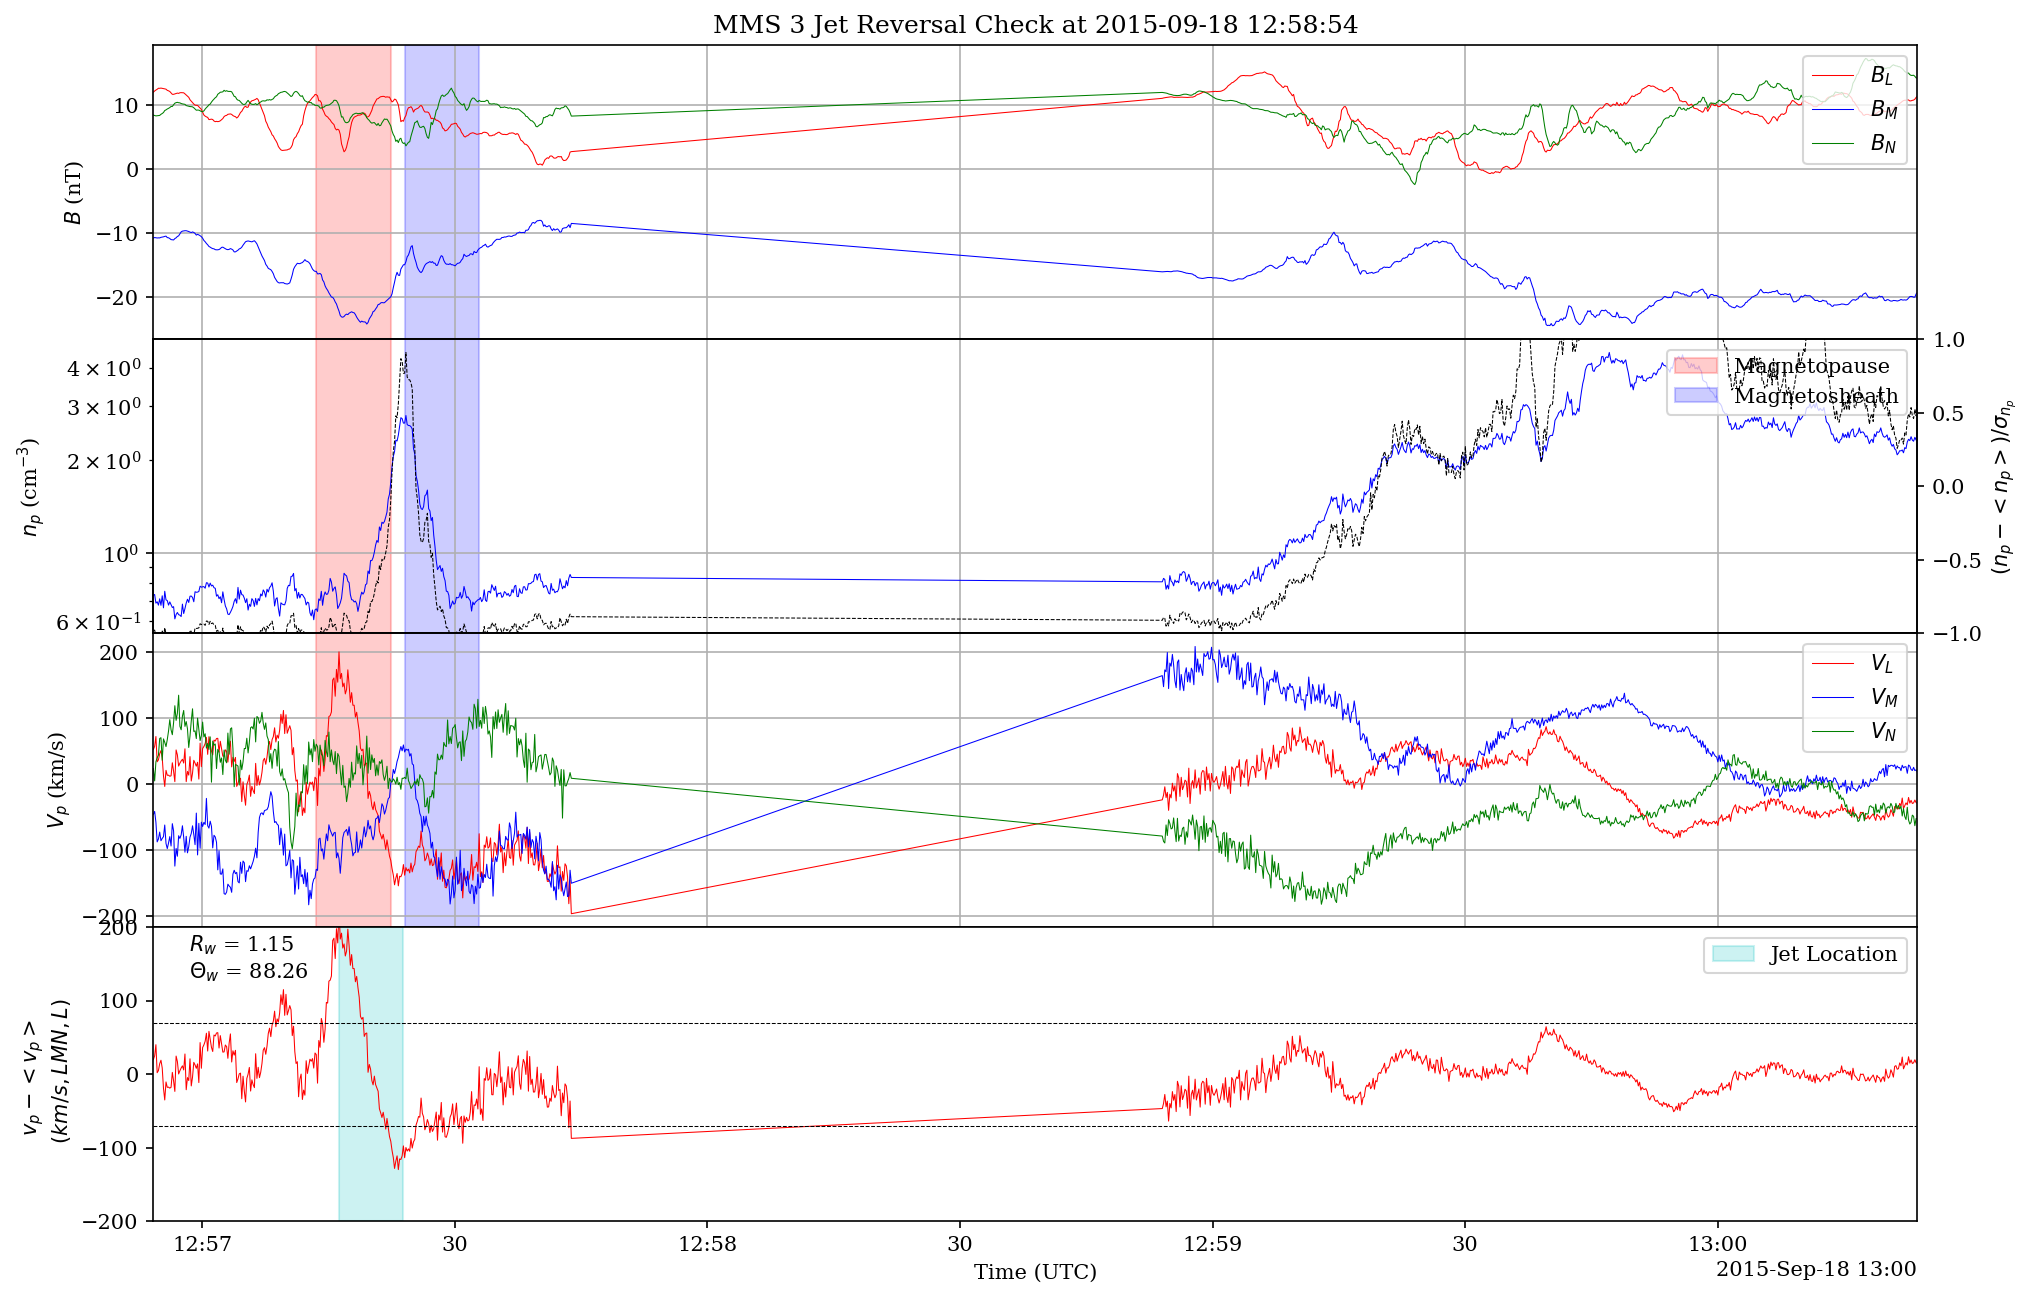 MMS 3 Jet Reversal Check at 2015-09-18 12:58:54
10
0
−10
−20
B (nT)
B_L
B_M
B_N
4 × 10^0
3 × 10^0
2 × 10^0
10^0
6 × 10^−1
n_p (cm^−3)
Magnetopause
Magnetosheath
1.0
0.5
0.0
−0.5
−1.0
(n_p − < n_p >)/σ_{n_p}
200
100
0
−100
−200
V_p (km/s)
V_L
V_M
V_N
200
100
0
−100
−200
v_p − < v_p >
(km/s, LMN, L)
R_w = 1.15
Θ_w = 88.26
Jet Location
12:57 30 12:58 30 12:59 30 13:00
Time (UTC)
2015-Sep-18 13:00